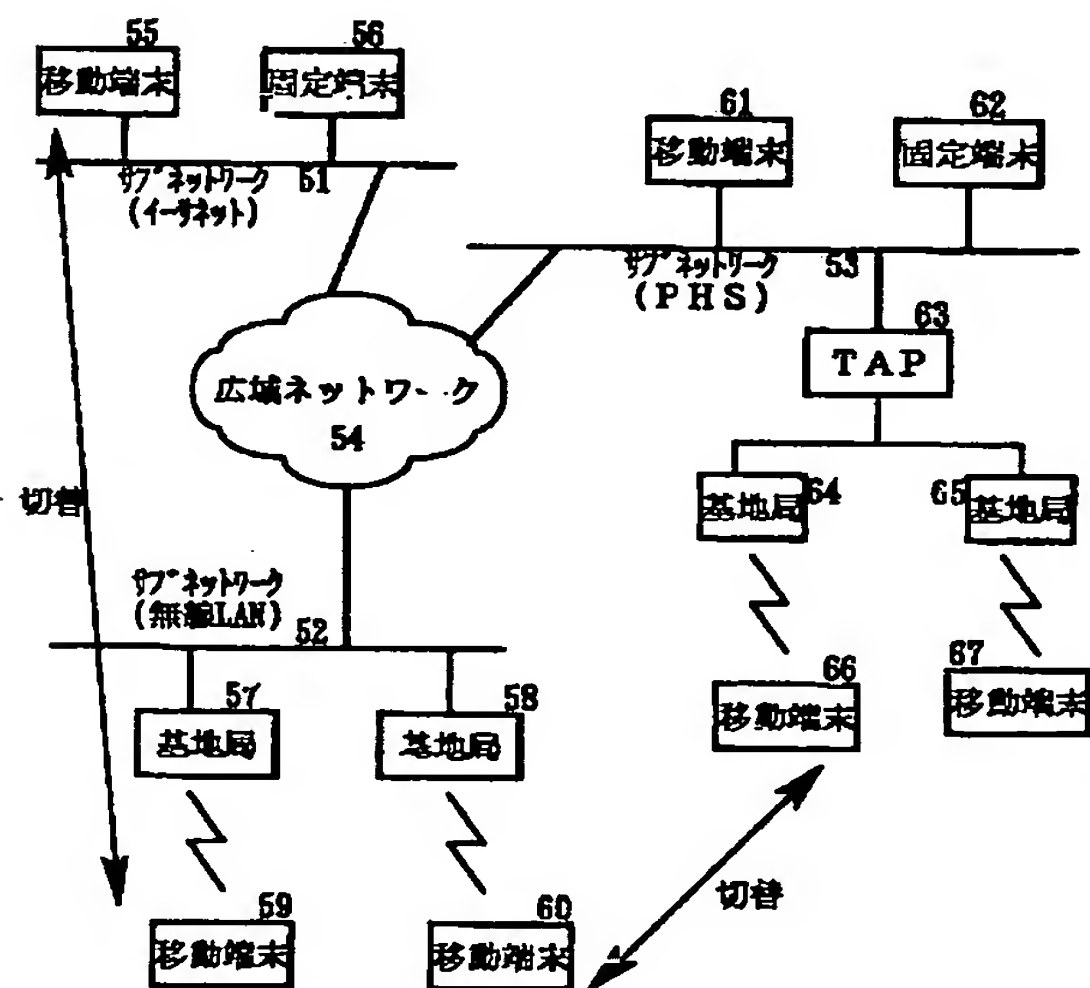 55
56
移動端末
固定端末
61
62
移動端末
固定端末
サブネットワーク
51
(イーサネット)
サブネットワーク
53
(PHS)
63
TAP
広域ネットワーク
54
基地局
64
65
基地局
切替
サブネットワーク
(無線LAN)
52
66
移動端末
67
移動端末
57
基地局
58
基地局
切替
59
移動端末
60
移動端末